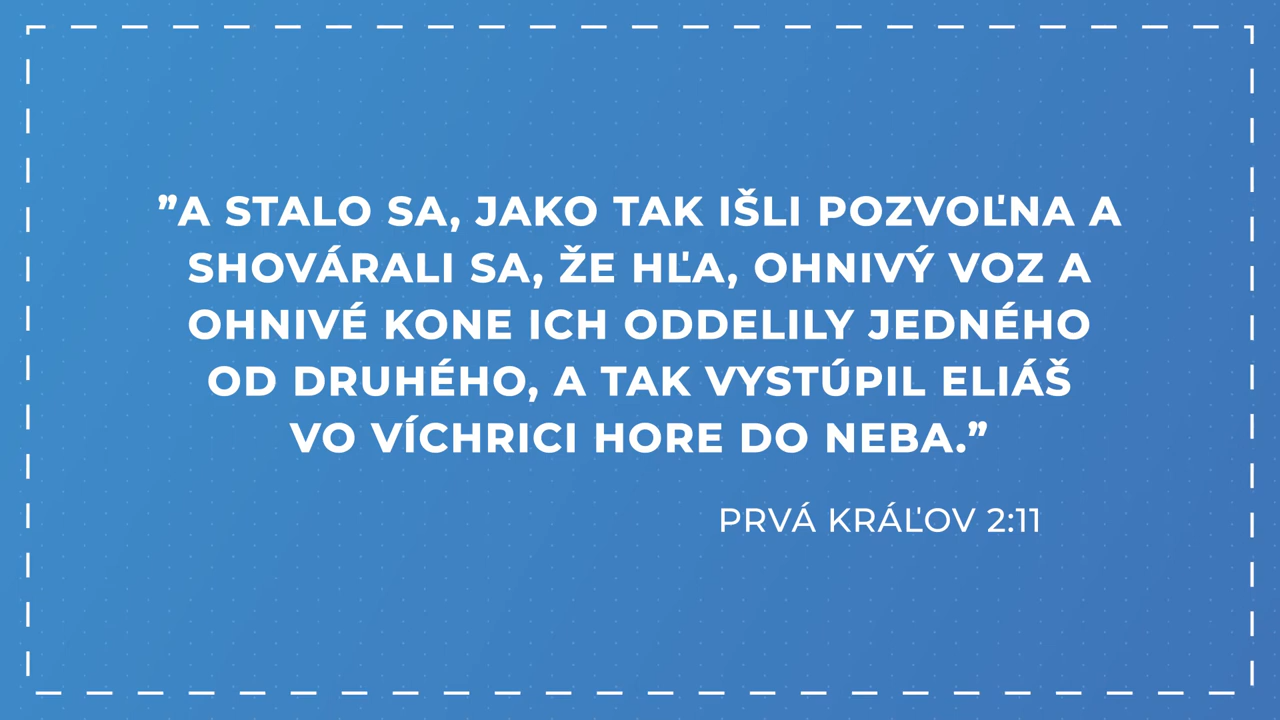 ”A STALO SA, JAKO TAK IŠLI POZVOĽNA A
SHOVÁRALI SA, ŽE HĽA, OHNIVÝ VOZ A
OHNIVÉ KONE ICH ODDELILY JEDNÉHO
OD DRUHÉHO, A TAK VYSTÚPIL ELIÁŠ
VO VÍCHRICI HORE DO NEBA.”
PRVÁ KRÁĽOV 2:11